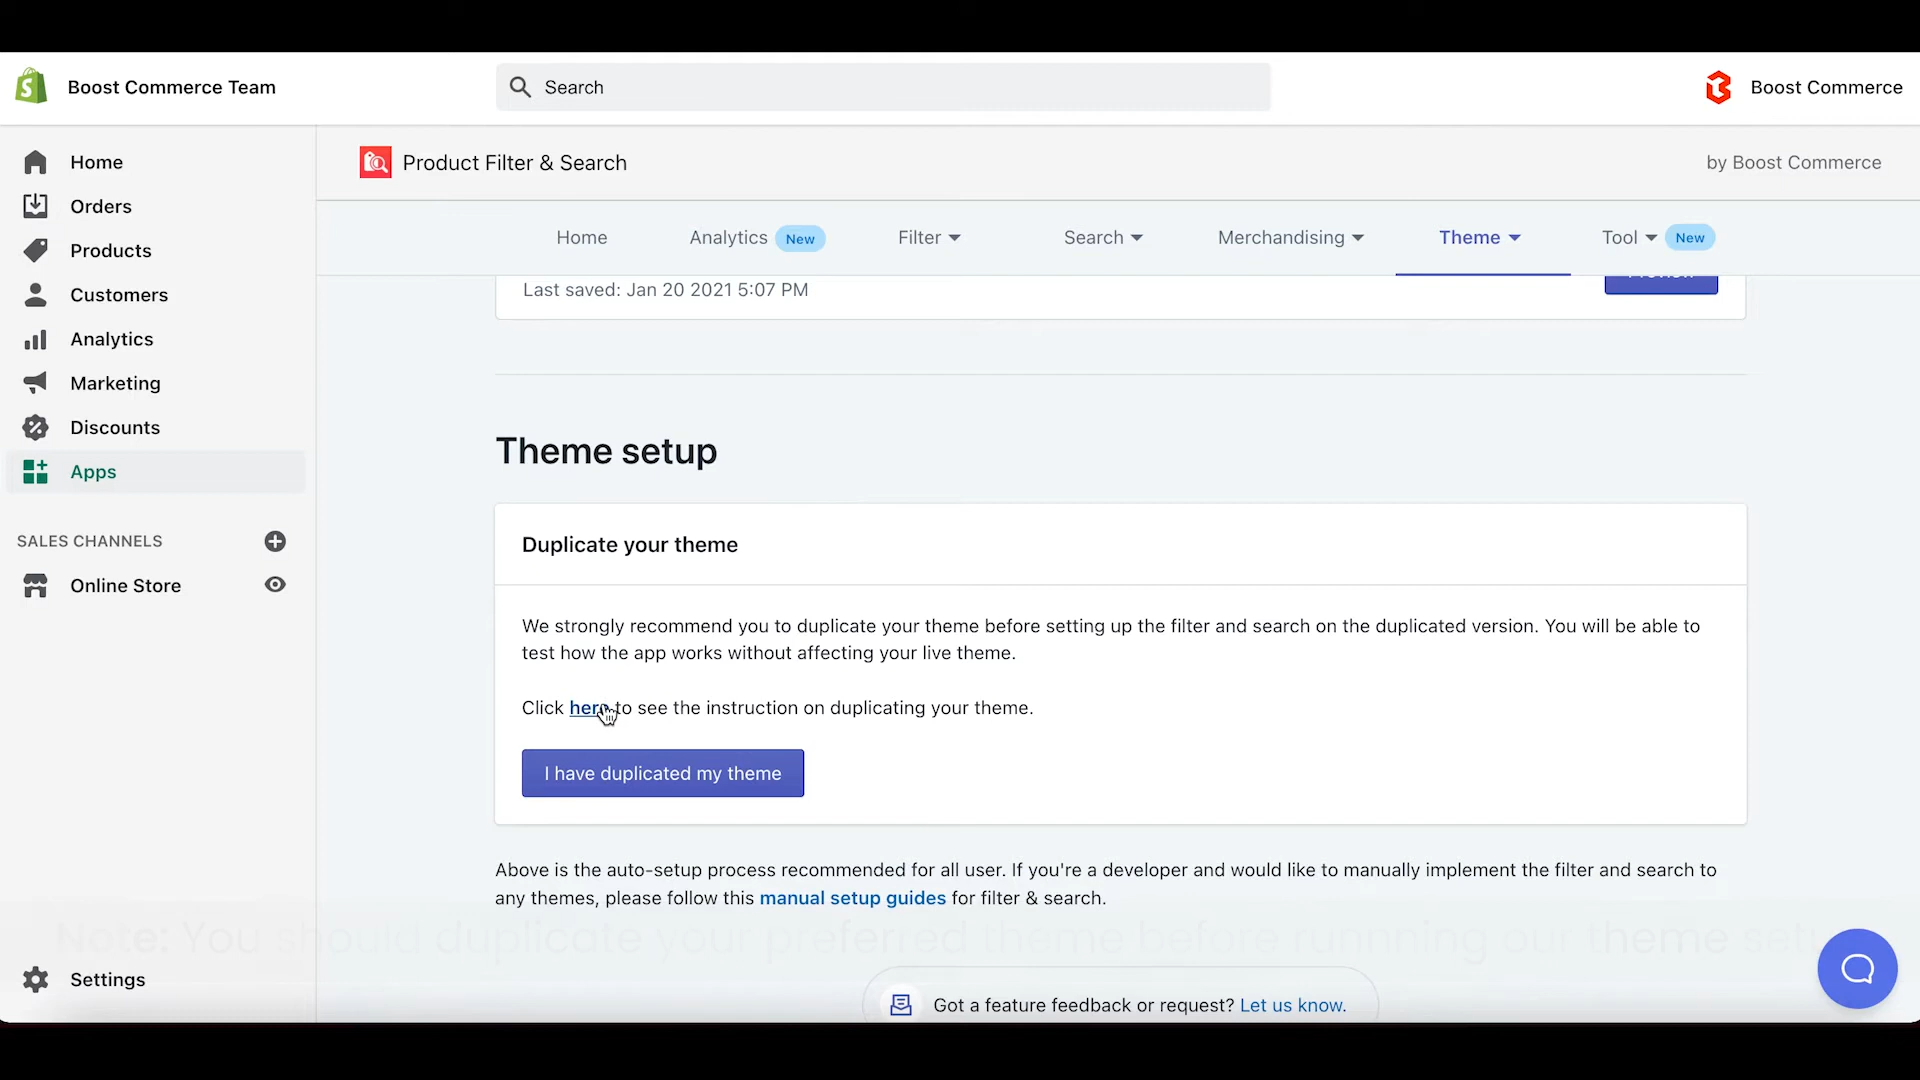 Boost Commerce Team
Search
Boost Commerce
Home
Orders
Products
Customers
Analytics
Marketing
Discounts
Apps
SALES CHANNELS
Online Store
Settings
Product Filter & Search
by Boost Commerce
Home
Analytics New
Filter
Search
Merchandising
Theme
Tool New
Last saved: Jan 20 2021 5:07 PM
Theme setup
Duplicate your theme
We strongly recommend you to duplicate your theme before setting up the filter and search on the duplicated version. You will be able to
test how the app works without affecting your live theme.
Click here to see the instruction on duplicating your theme.
I have duplicated my theme
Above is the auto-setup process recommended for all user. If you're a developer and would like to manually implement the filter and search to
any themes, please follow this manual setup guides for filter & search.
Note: You should duplicate your preferred theme before runnning our theme
Got a feature feedback or request? Let us know.